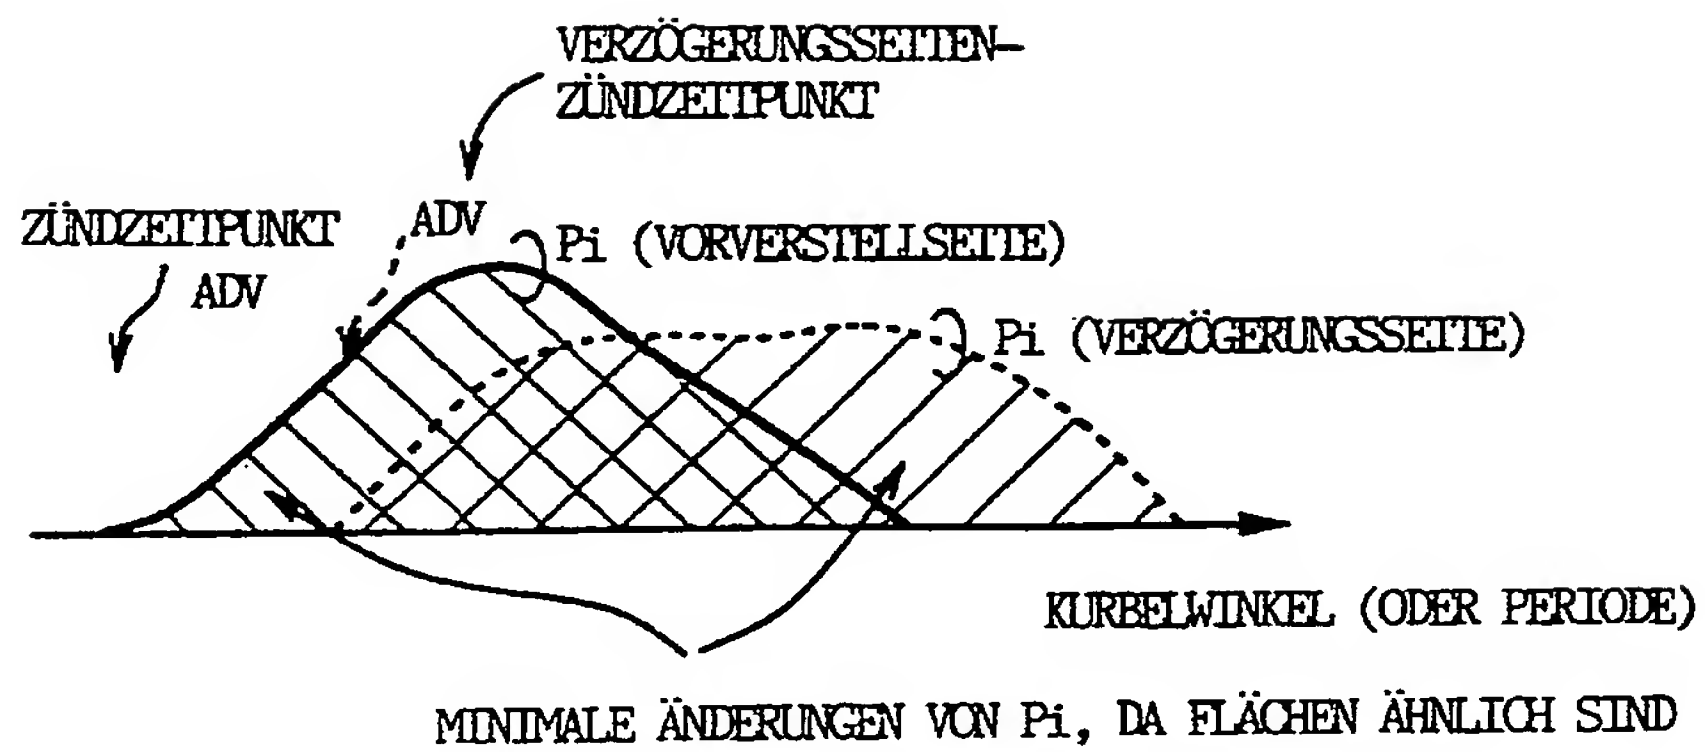 VERZÖGERUNGSSEITEN-
ZÜNDZEITPUNKT
ZÜNDZEITPUNKT
ADV
ADV
Pi (VORVERSTELLSEITE)
Pi (VERZÖGERUNGSSEITE)
KURBELWINKEL (ODER PERIODE)
MINIMALE ÄNDERUNGEN VON Pi, DA FLÄCHEN ÄHNLICH SIND